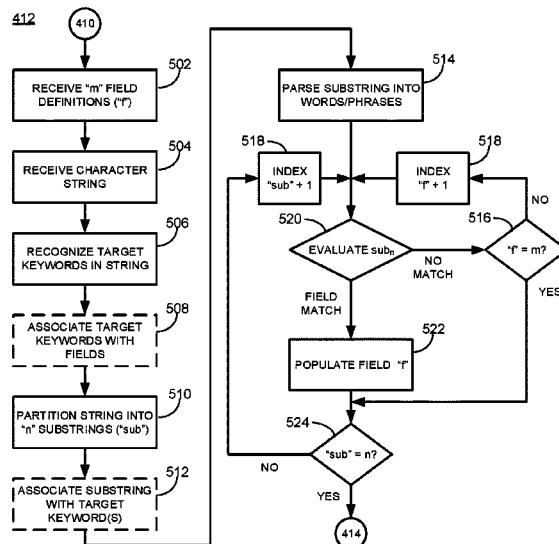 412
410
502
RECEIVE "m" FIELD
DEFINITIONS ("f")
504
RECEIVE CHARACTER
STRING
506
RECOGNIZE TARGET
KEYWORDS IN STRING
508
ASSOCIATE TARGET
KEYWORDS WITH
FIELDS
510
PARTITION STRING INTO
"n" SUBSTRINGS ("sub")
512
ASSOCIATE SUBSTRING
WITH TARGET
KEYWORD(S)
514
PARSE SUBSTRING INTO
WORDS/PHRASES
518
INDEX
"sub" + 1
518
INDEX
"f" + 1
NO
516
"f" = m?
YES
520
EVALUATE subn
NO
MATCH
FIELD
MATCH
522
POPULATE FIELD "f"
524
"sub" = n?
NO
YES
414